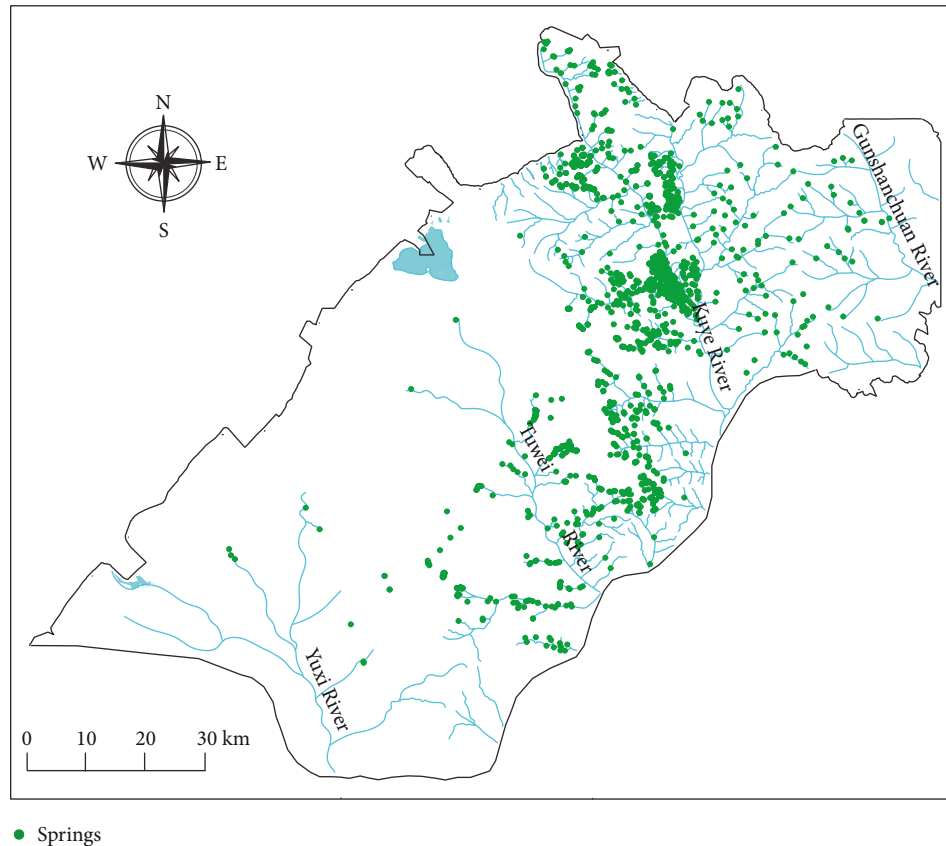 N
W E
S
Gunshanchuan River
Kuye River
Tuwei
River
Yuxi River
0 10 20 30 km
Springs